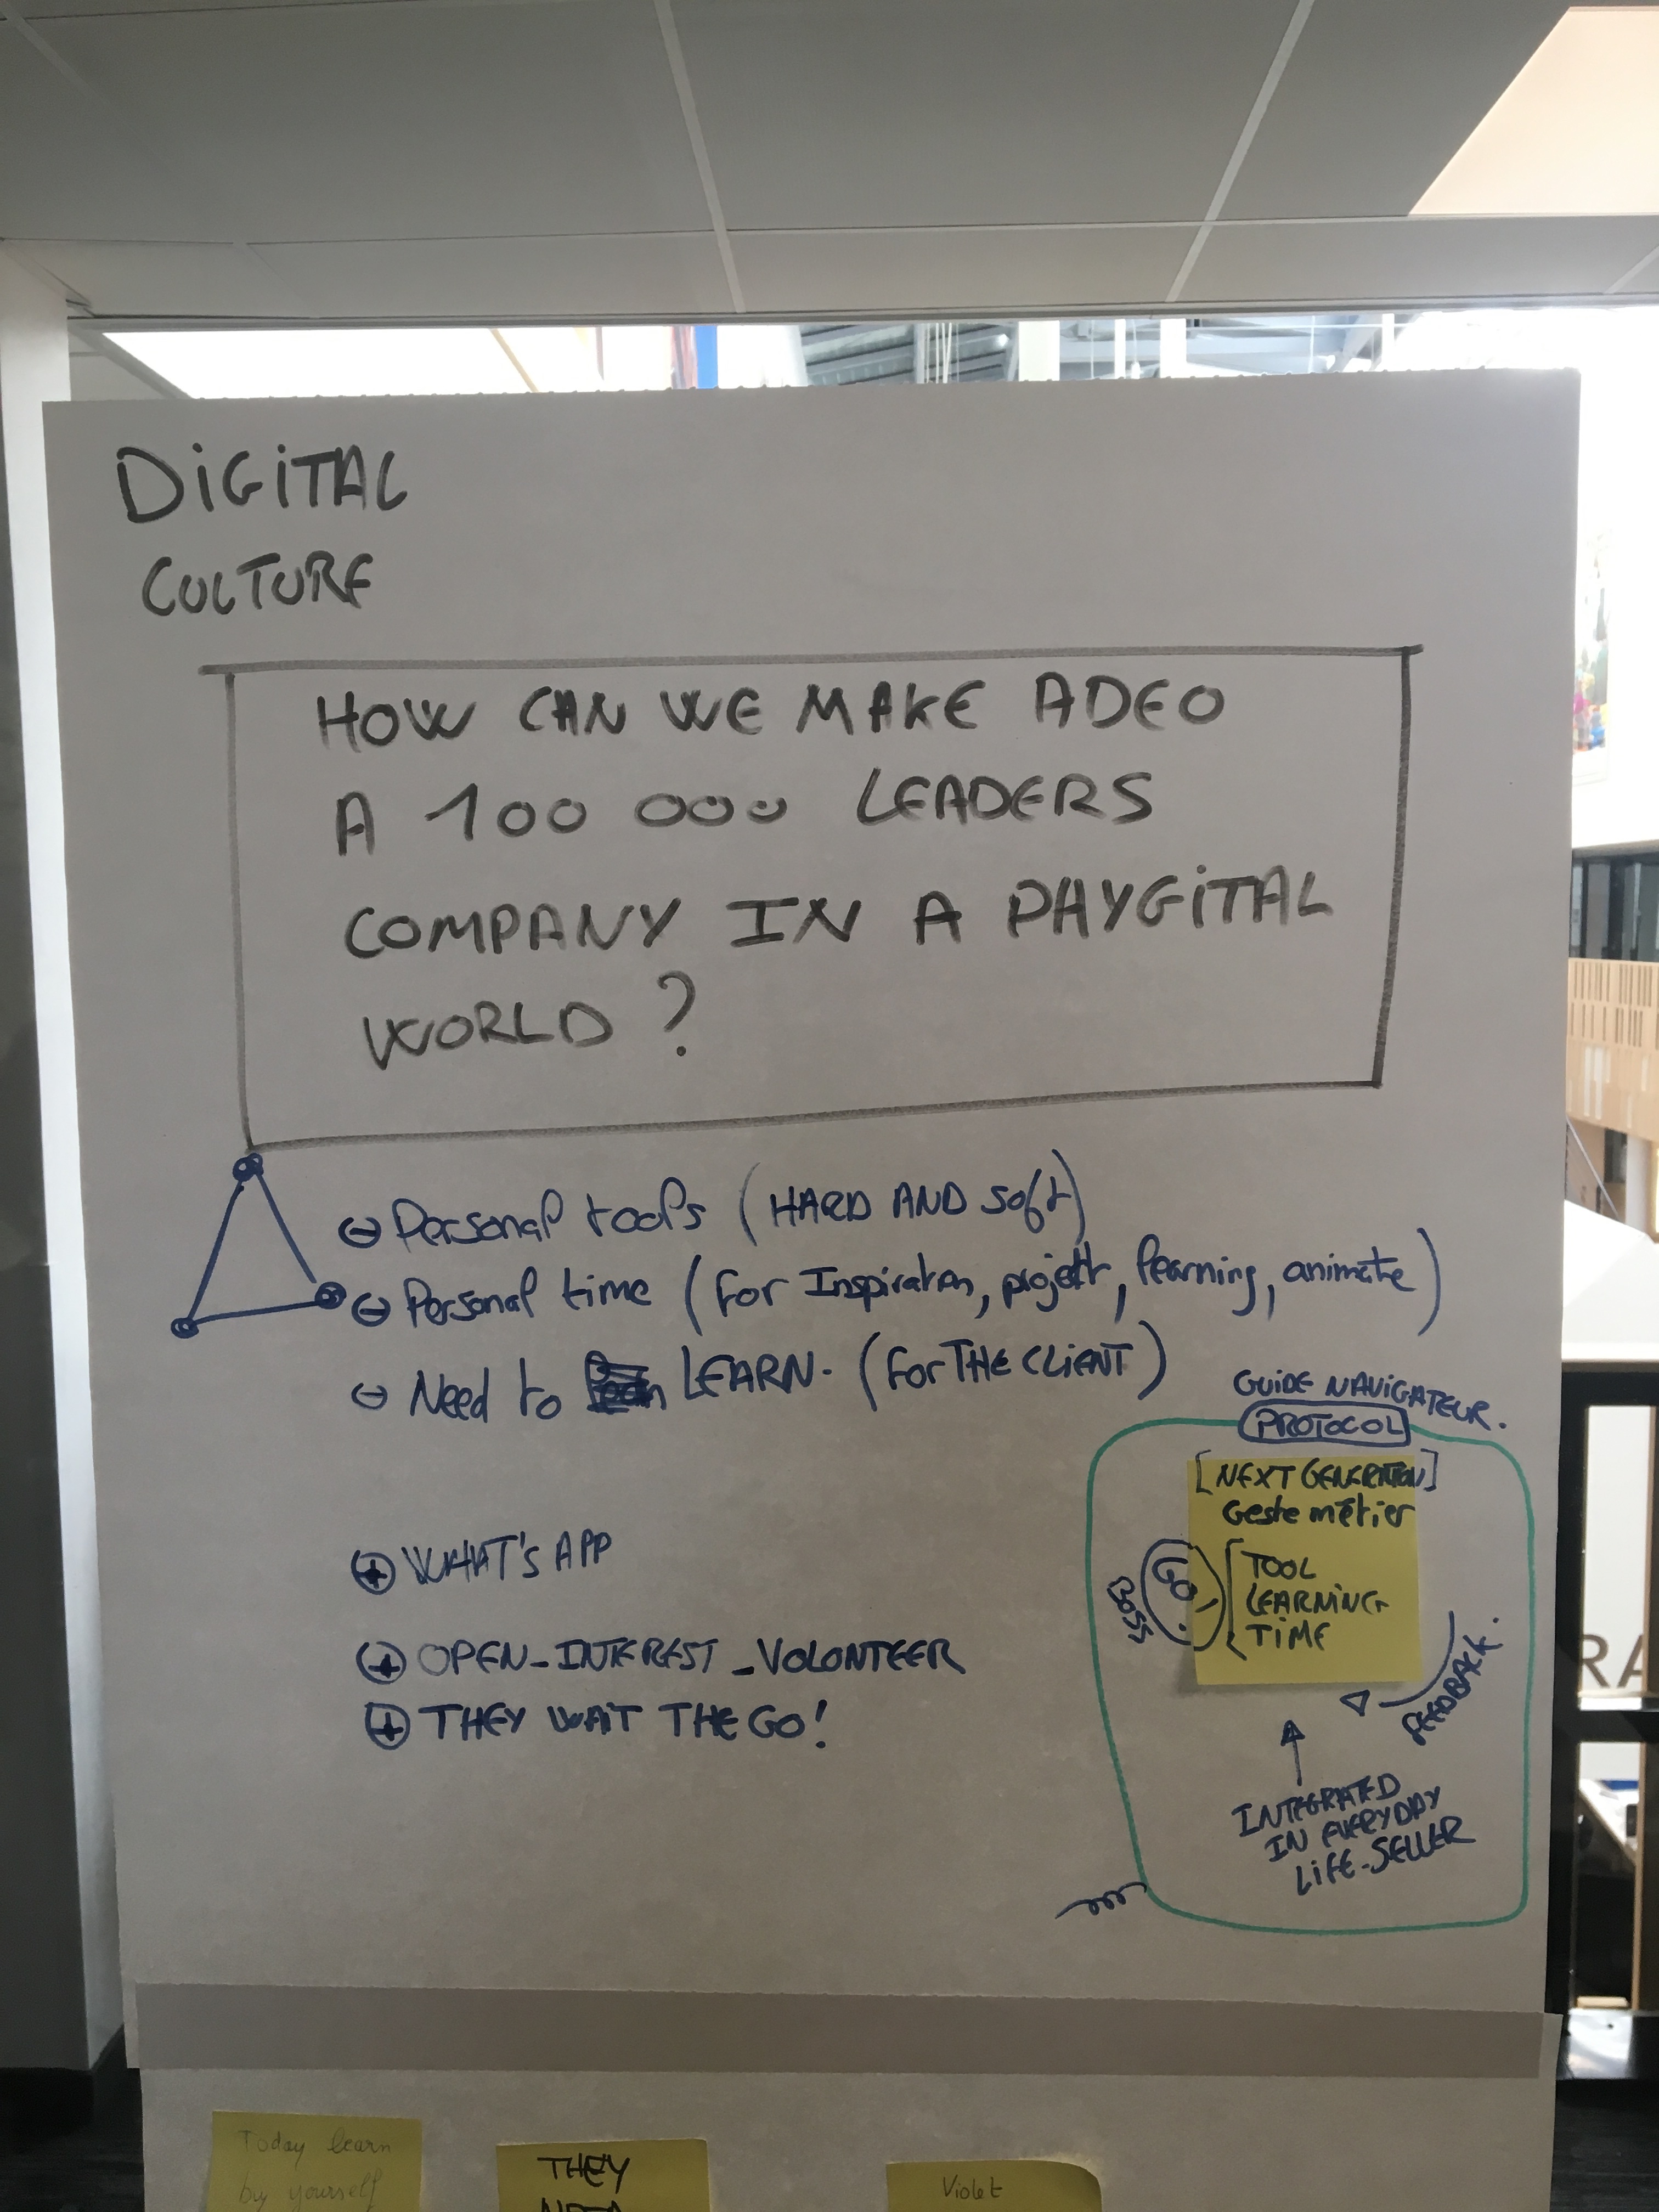 DiGiTAL
CULTURE
HOW CAN WE MAKE ADEO
A 100 000 LEADERS
COMPANY IN A PHYGiTAL
WORLD ?
⊖ Personal tools (HARD AND Soft)
⊖ Personal time (for Inspiration, projett, learning, animate)
⊖ Need to LEARN. (for THE CLiENT)
GUiDE NAViGATEUR.
PROTOCOL
[NEXT GENERATION]
Geste métier
BOSS
GO!
TOOL
LEARNING
TiME
FEEDBACK.
INTEGRATED
IN EVERYDAY
LiFE-SELLER
⊕ WHAT'S APP
⊕ OPEN_INTEREST_VOLONTEER
⊕ THEY WAIT THE GO!
Today learn
by yourself
THEY
NEED
Violet
RA